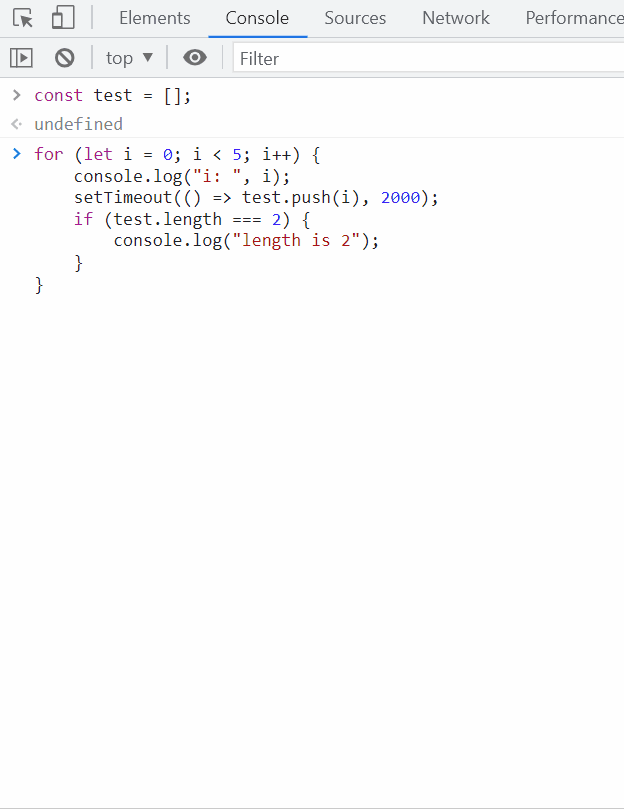 Elements Console Sources Network Performance
top ▼ Filter
> const test = [];
undefined
> for (let i = 0; i < 5; i++) {
    console.log("i: ", i);
    setTimeout(() => test.push(i), 2000);
    if (test.length === 2) {
        console.log("length is 2");
    }
}